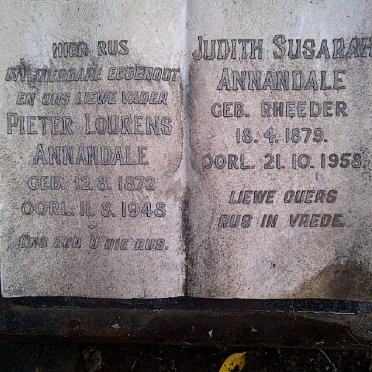 HIER RUS
MY DIERBARE EGGENOOT
EN ONS LIEWE VADER
PIETER LOURENS
ANNANDALE
GEB. 12.8.1872
OORL. 11.8.1948
ONS GUN U DIE RUS.
JUDITH SUSARAH
ANNANDALE
GEB. RHEEDER
18.4.1879.
OORL. 21.10.1958.
LIEWE OUERS
RUS IN VREDE.